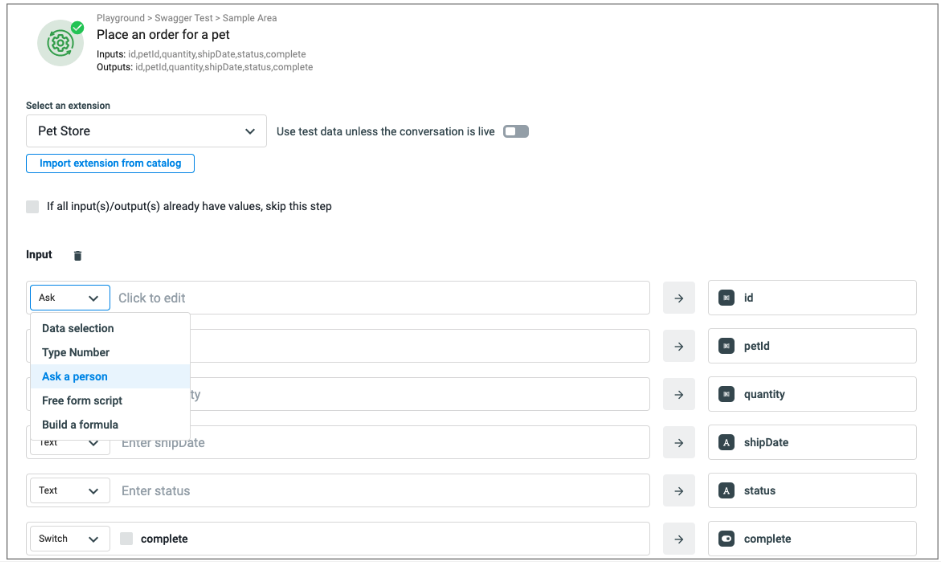 Playground > Swagger Test > Sample Area
Place an order for a pet
Inputs: id,petId,quantity,shipDate,status,complete
Outputs: id,petId,quantity,shipDate,status,complete
Select an extension
Pet Store
Use test data unless the conversation is live
Import extension from catalog
If all input(s)/output(s) already have values, skip this step
Input
Ask Click to edit → id
Data selection
Type Number → petId
Ask a person
Free form script ty → quantity
Build a formula
Text Enter shipDate → A shipDate
Text Enter status → A status
Switch complete → complete